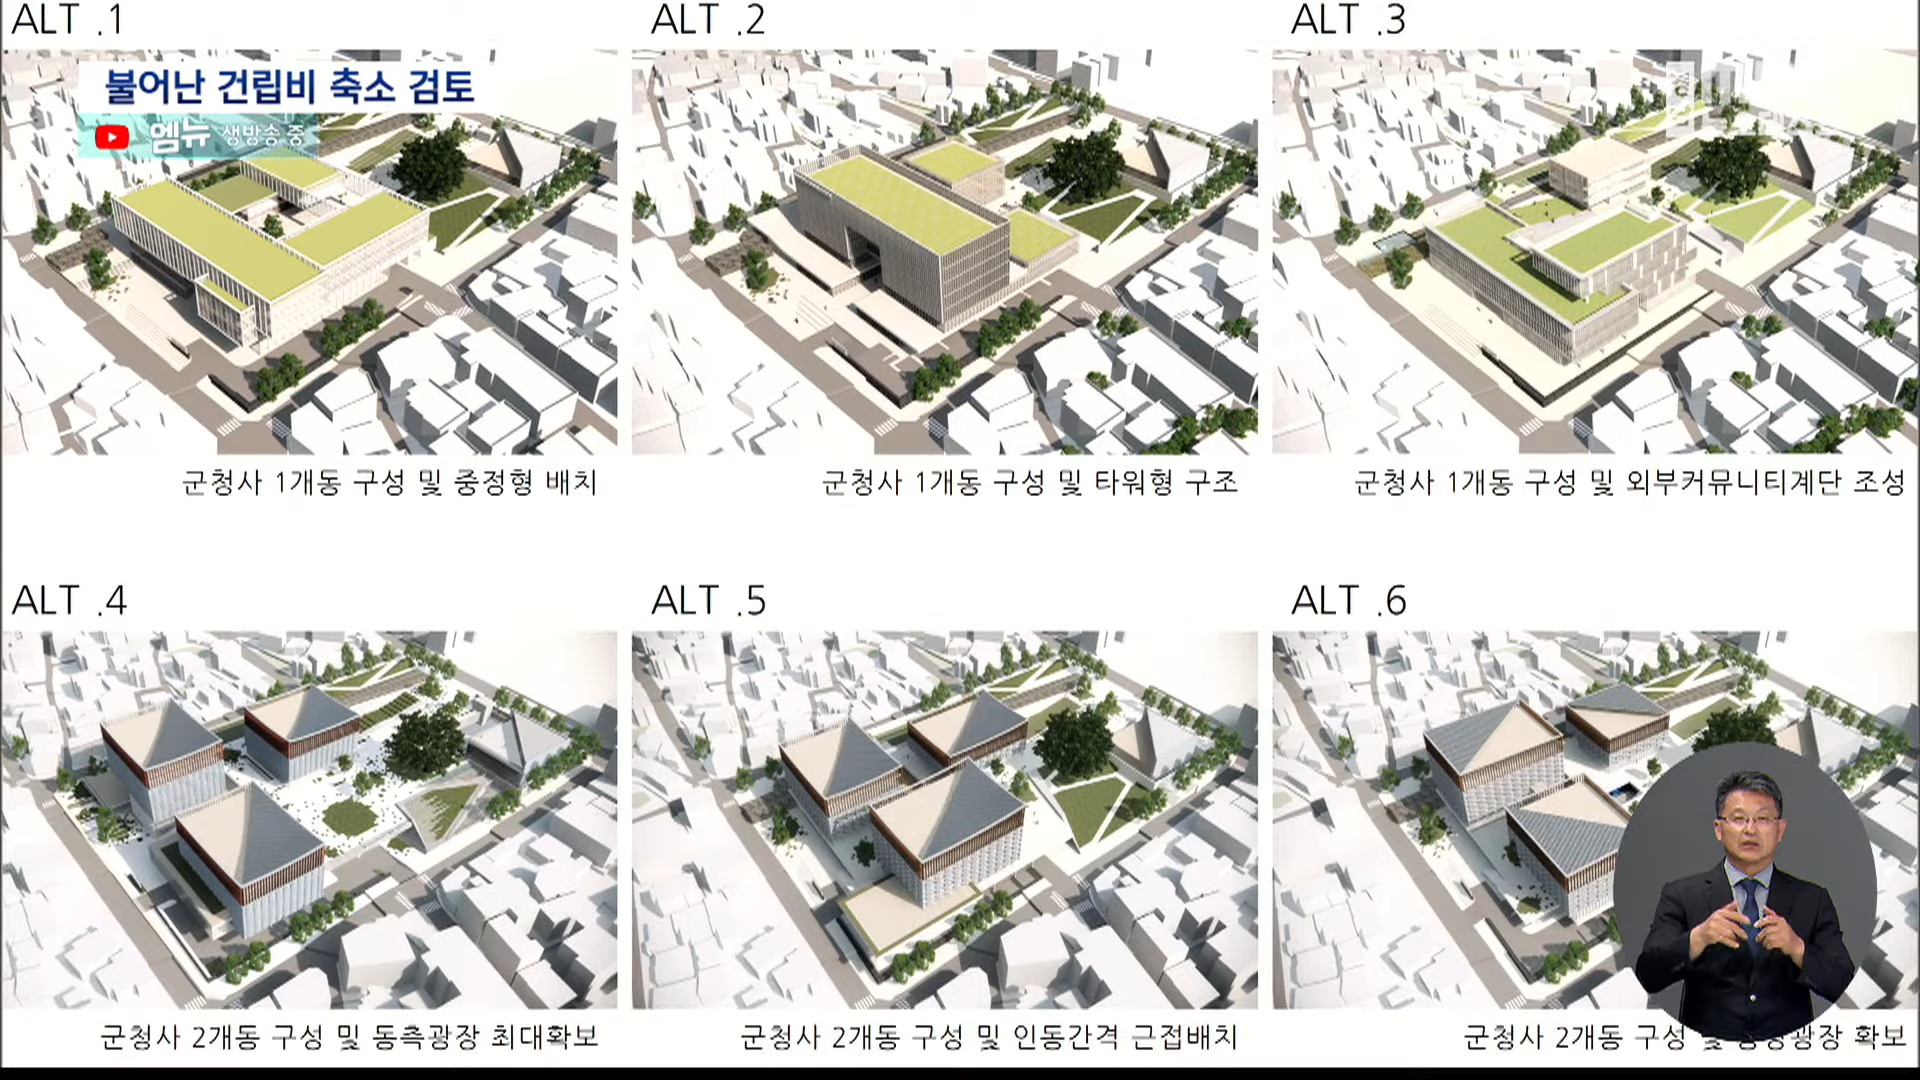 ALT .1
ALT .2
ALT .3
불어난 건립비 축소 검토
엠뉴 생방송 중
군청사 1개동 구성 및 중정형 배치
군청사 1개동 구성 및 타워형 구조
군청사 1개동 구성 및 외부커뮤니티계단 조성
ALT .4
ALT .5
ALT .6
군청사 2개동 구성 및 동측광장 최대확보
군청사 2개동 구성 및 인동간격 근접배치
군청사 2개동 구성 및 확보